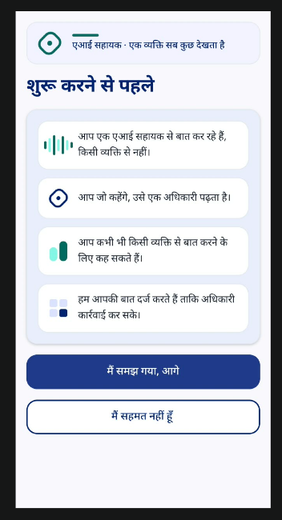 एआई सहायक · एक व्यक्ति सब कुछ देखता है
शुरू करने से पहले
आप एक एआई सहायक से बात कर रहे हैं,
किसी व्यक्ति से नहीं।
आप जो कहेंगे, उसे एक अधिकारी पढ़ता है।
आप कभी भी किसी व्यक्ति से बात करने के
लिए कह सकते हैं।
हम आपकी बात दर्ज करते हैं ताकि अधिकारी
कार्रवाई कर सके।
मैं समझ गया, आगे
मैं सहमत नहीं हूँ